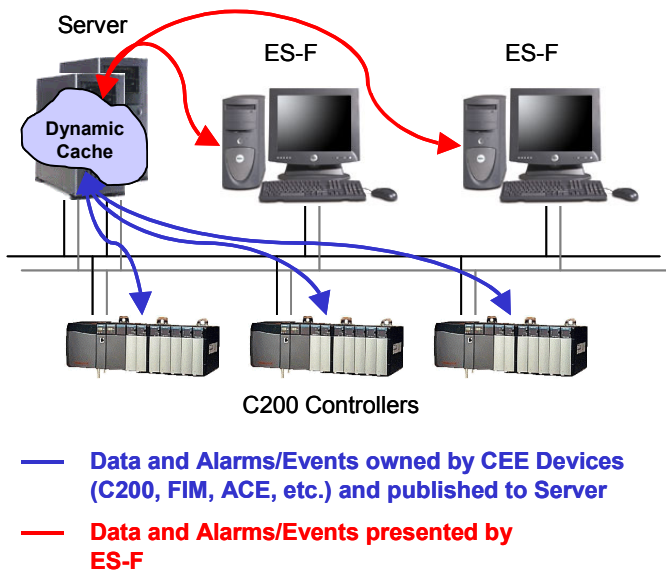 Server
ES-F
ES-F
Dynamic
Cache
C200 Controllers
Data and Alarms/Events owned by CEE Devices
(C200, FIM, ACE, etc.) and published to Server
Data and Alarms/Events presented by
ES-F